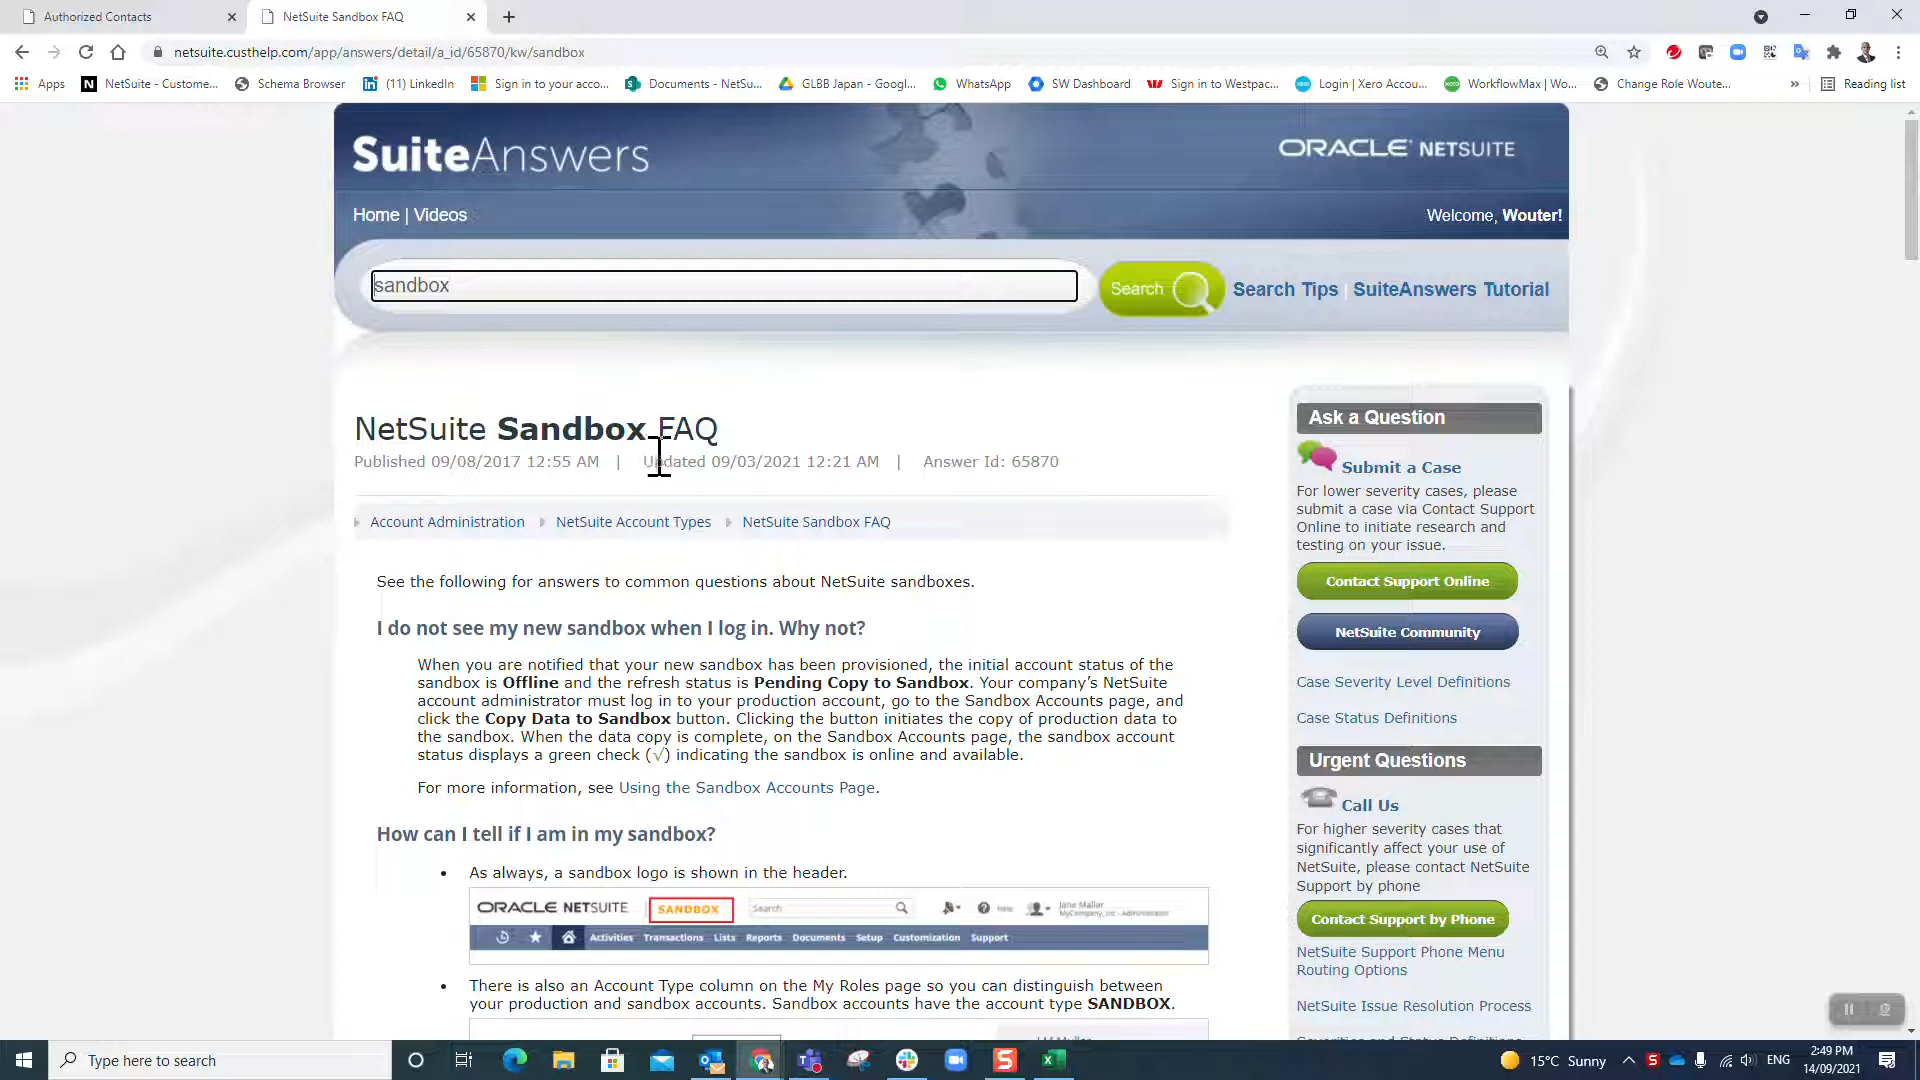 Authorized Contacts
NetSuite Sandbox FAQ
netsuite.custhelp.com/app/answers/detail/a_id/65870/kw/sandbox
Apps NetSuite - Custome... Schema Browser (11) LinkedIn Sign in to your acco... Documents - NetSu... GLBB Japan - Googl... WhatsApp SW Dashboard Sign in to Westpac... Login | Xero Accou... WorkflowMax | Wo... Change Role Woute... » Reading list
SuiteAnswers
ORACLE NETSUITE
Home | Videos
Welcome, Wouter!
sandbox
Search
Search Tips | SuiteAnswers Tutorial
NetSuite Sandbox FAQ
Published 09/08/2017 12:55 AM | Updated 09/03/2021 12:21 AM | Answer Id: 65870
Account Administration NetSuite Account Types NetSuite Sandbox FAQ
See the following for answers to common questions about NetSuite sandboxes.
I do not see my new sandbox when I log in. Why not?
When you are notified that your new sandbox has been provisioned, the initial account status of the
sandbox is Offline and the refresh status is Pending Copy to Sandbox. Your company's NetSuite
account administrator must log in to your production account, go to the Sandbox Accounts page, and
click the Copy Data to Sandbox button. Clicking the button initiates the copy of production data to
the sandbox. When the data copy is complete, on the Sandbox Accounts page, the sandbox account
status displays a green check (√) indicating the sandbox is online and available.
For more information, see Using the Sandbox Accounts Page.
How can I tell if I am in my sandbox?
• As always, a sandbox logo is shown in the header.
ORACLE NETSUITE SANDBOX Search Help Jane Mallar
MyCompany, Inc - Administrator
Activities Transactions Lists Reports Documents Setup Customization Support
• There is also an Account Type column on the My Roles page so you can distinguish between
your production and sandbox accounts. Sandbox accounts have the account type SANDBOX.
Ask a Question
Submit a Case
For lower severity cases, please
submit a case via Contact Support
Online to initiate research and
testing on your issue.
Contact Support Online
NetSuite Community
Case Severity Level Definitions
Case Status Definitions
Urgent Questions
Call Us
For higher severity cases that
significantly affect your use of
NetSuite, please contact NetSuite
Support by phone
Contact Support by Phone
NetSuite Support Phone Menu
Routing Options
NetSuite Issue Resolution Process
Type here to search
15°C Sunny
ENG
2:49 PM
14/09/2021